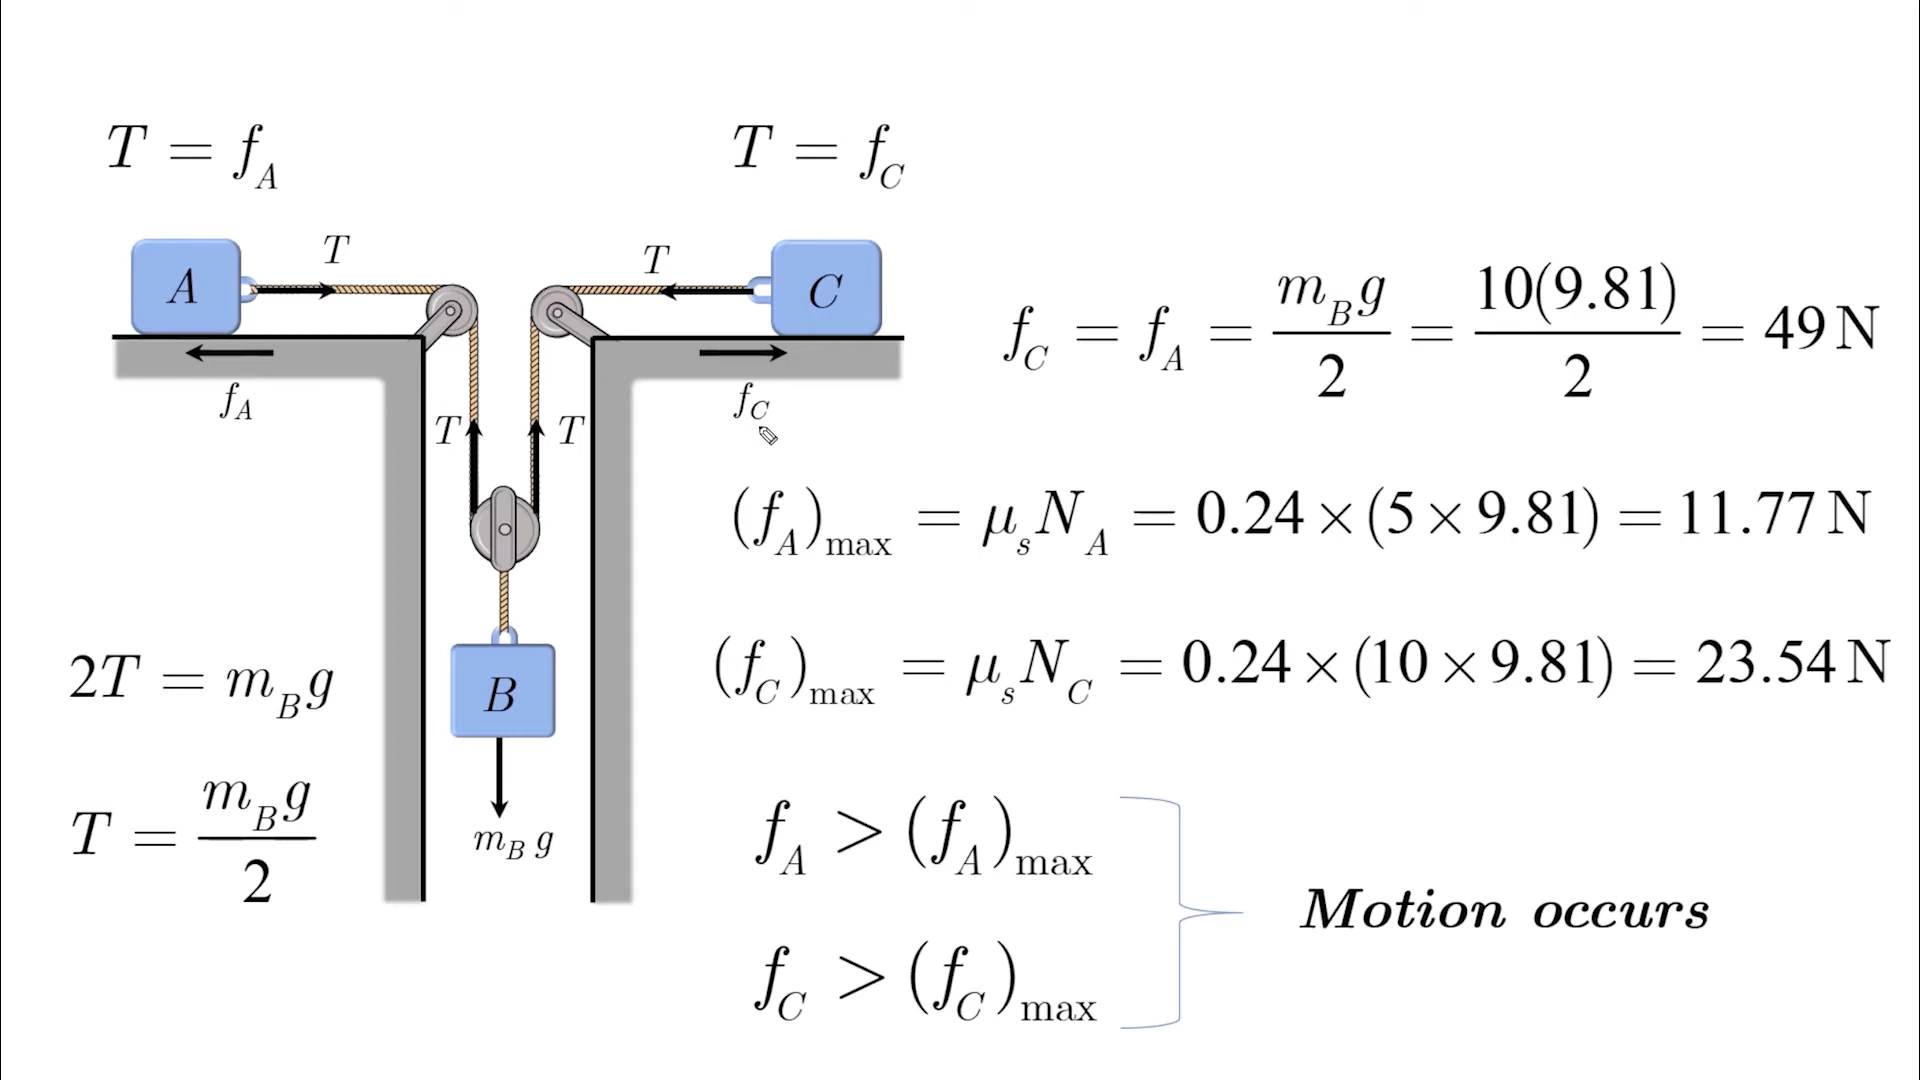 T = f_A
T = f_C
A
T
T
C
f_A
f_C
T
T
B
m_B g
2T = m_B g
T = m_B g / 2
f_C = f_A = m_B g / 2 = 10(9.81) / 2 = 49 N
(f_A)_max = μ_s N_A = 0.24 × (5 × 9.81) = 11.77 N
(f_C)_max = μ_s N_C = 0.24 × (10 × 9.81) = 23.54 N
f_A > (f_A)_max
f_C > (f_C)_max
Motion occurs